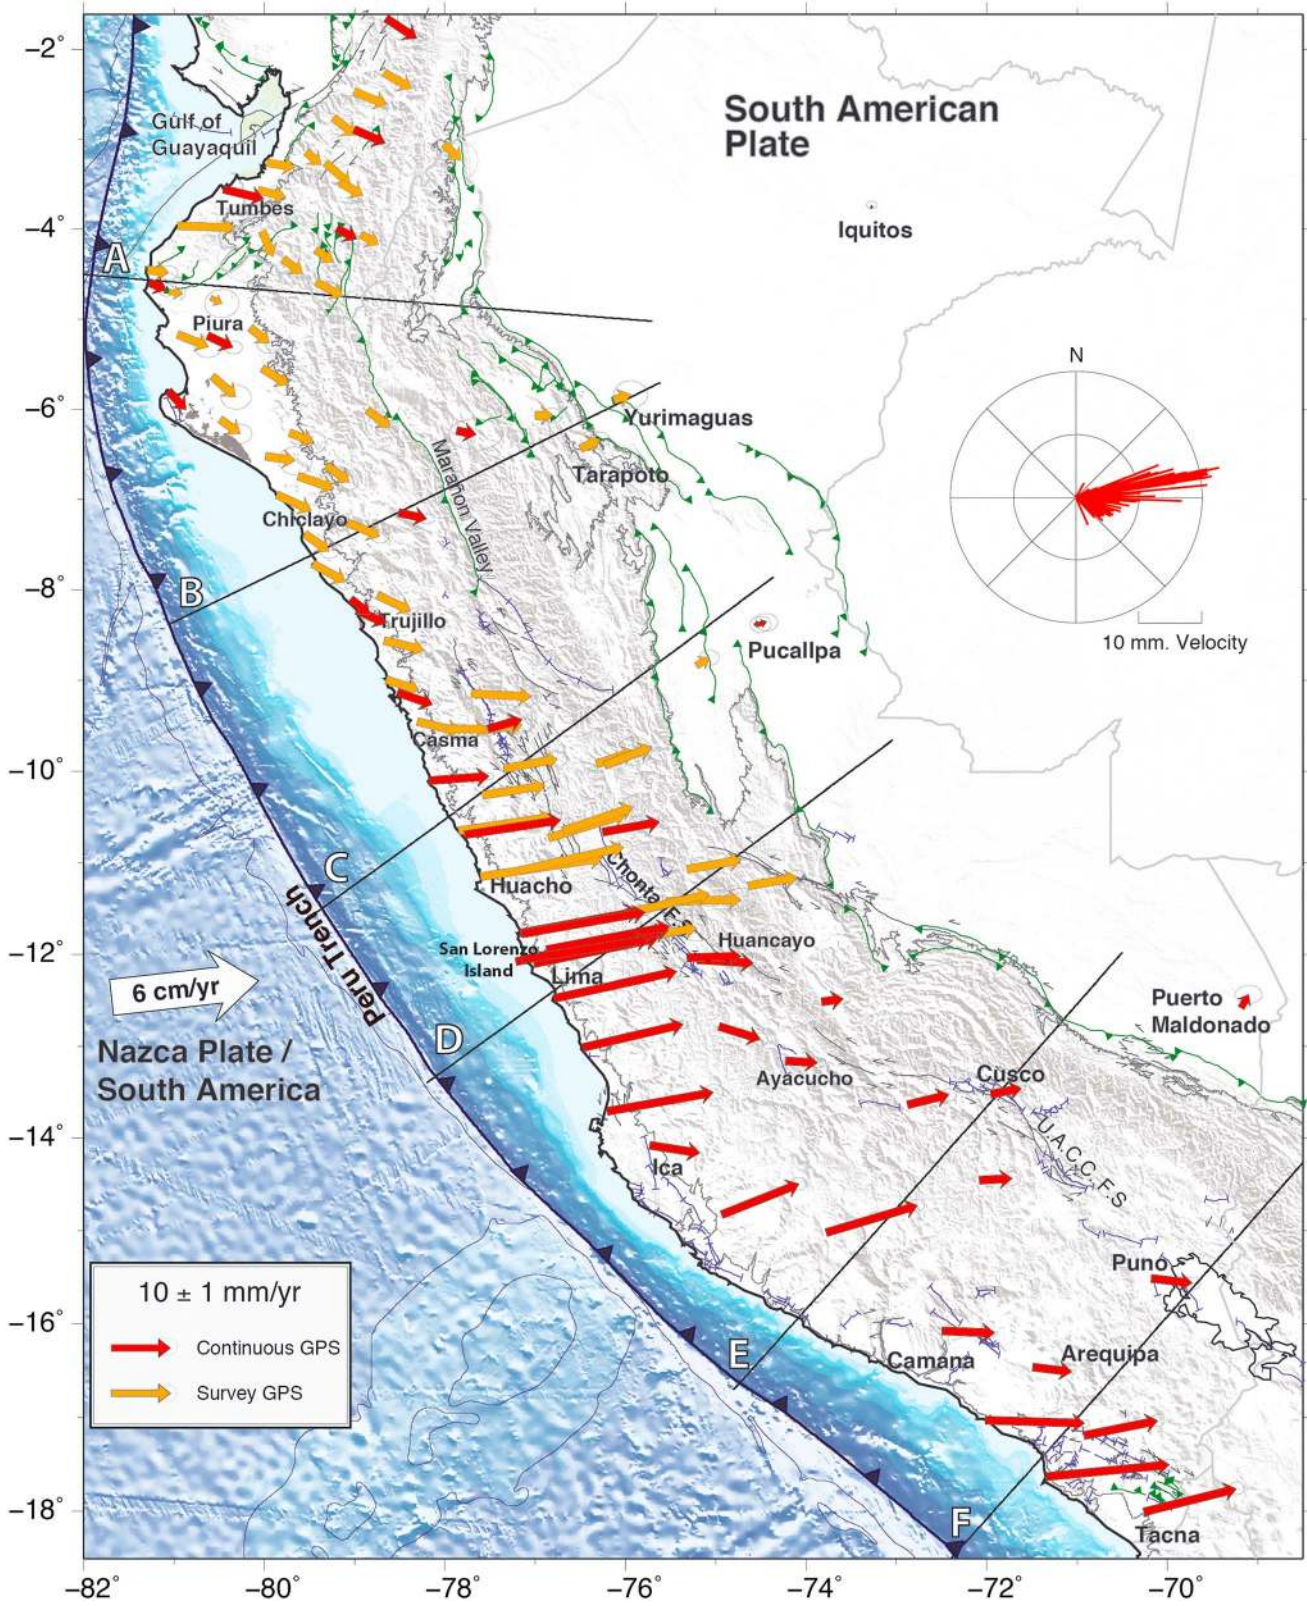 −2°
−4°
−6°
−8°
−10°
−12°
−14°
−16°
−18°
−82
−80
−78
−76
−74
−72
−70
South American
Plate
Gulf of
Guayaquil
Tumbes
Iquitos
A
Piura
N
10 mm. Velocity
Yurimaguas
Tarapoto
Marañon Valley
Chiclayo
B
Trujillo
Pucallpa
Casma
C
Huacho
Chonta F.S
Peru Trench
San Lorenzo
Island
Lima
Huancayo
6 cm/yr
Nazca Plate /
South America
D
Puerto
Maldonado
Ayacucho
Cusco
U.A.C.C.F.S
Ica
Puno
10 ± 1 mm/yr
Continuous GPS
Survey GPS
E
Camana
Arequipa
F
Tacna